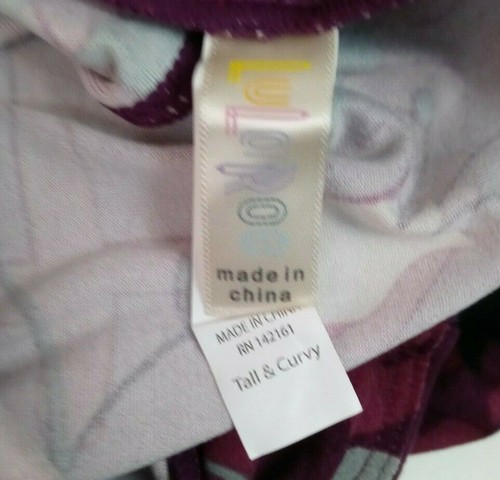 LuLaRoe
made in
china
MADE IN CHINA
RN 142161
Tall & Curvy